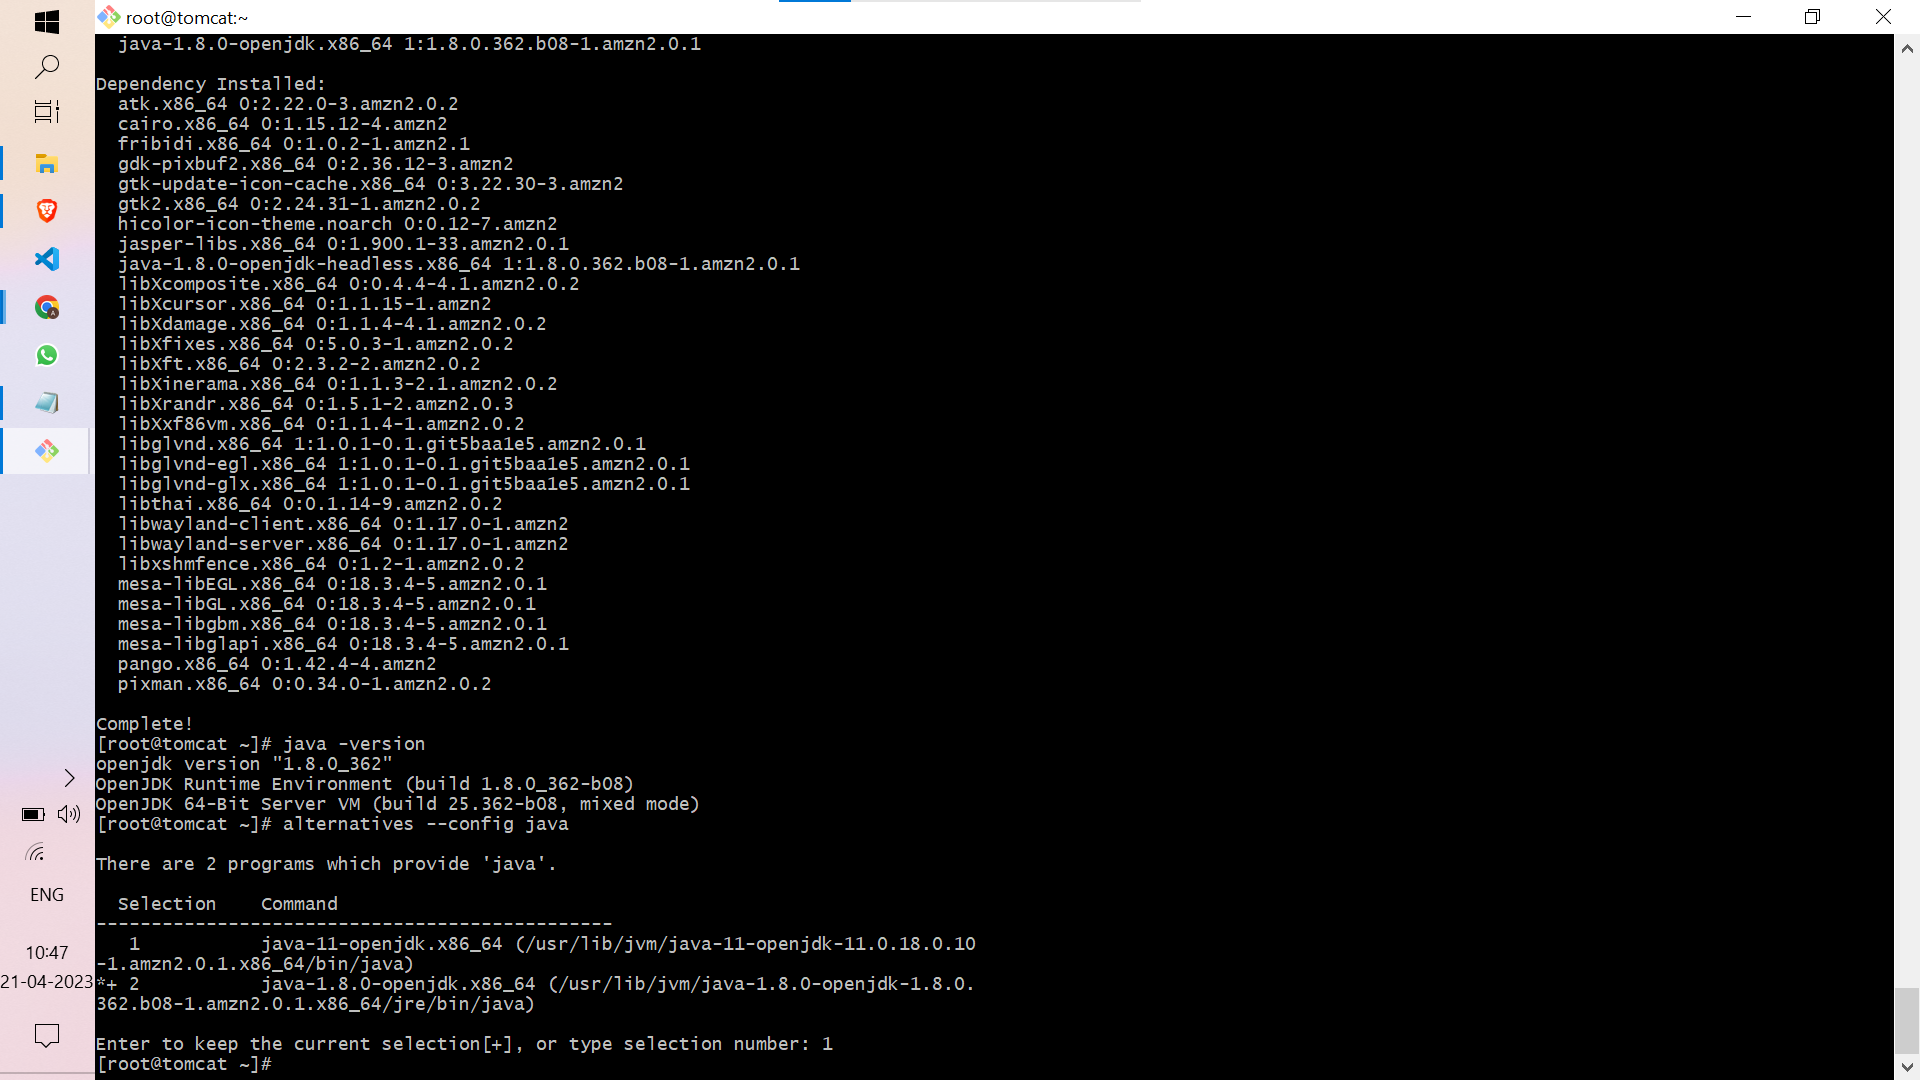 root@tomcat:~
java-1.8.0-openjdk.x86_64 1:1.8.0.362.b08-1.amzn2.0.1
Dependency Installed:
atk.x86_64 0:2.22.0-3.amzn2.0.2
cairo.x86_64 0:1.15.12-4.amzn2
fribidi.x86_64 0:1.0.2-1.amzn2.1
gdk-pixbuf2.x86_64 0:2.36.12-3.amzn2
gtk-update-icon-cache.x86_64 0:3.22.30-3.amzn2
gtk2.x86_64 0:2.24.31-1.amzn2.0.2
hicolor-icon-theme.noarch 0:0.12-7.amzn2
jasper-libs.x86_64 0:1.900.1-33.amzn2.0.1
java-1.8.0-openjdk-headless.x86_64 1:1.8.0.362.b08-1.amzn2.0.1
libXcomposite.x86_64 0:0.4.4-4.1.amzn2.0.2
libXcursor.x86_64 0:1.1.15-1.amzn2
libXdamage.x86_64 0:1.1.4-4.1.amzn2.0.2
libXfixes.x86_64 0:5.0.3-1.amzn2.0.2
libXft.x86_64 0:2.3.2-2.amzn2.0.2
libXinerama.x86_64 0:1.1.3-2.1.amzn2.0.2
libXrandr.x86_64 0:1.5.1-2.amzn2.0.3
libXxf86vm.x86_64 0:1.1.4-1.amzn2.0.2
libglvnd.x86_64 1:1.0.1-0.1.git5baa1e5.amzn2.0.1
libglvnd-egl.x86_64 1:1.0.1-0.1.git5baa1e5.amzn2.0.1
libglvnd-glx.x86_64 1:1.0.1-0.1.git5baa1e5.amzn2.0.1
libthai.x86_64 0:0.1.14-9.amzn2.0.2
libwayland-client.x86_64 0:1.17.0-1.amzn2
libwayland-server.x86_64 0:1.17.0-1.amzn2
libxshmfence.x86_64 0:1.2-1.amzn2.0.2
mesa-libEGL.x86_64 0:18.3.4-5.amzn2.0.1
mesa-libGL.x86_64 0:18.3.4-5.amzn2.0.1
mesa-libgbm.x86_64 0:18.3.4-5.amzn2.0.1
mesa-libglapi.x86_64 0:18.3.4-5.amzn2.0.1
pango.x86_64 0:1.42.4-4.amzn2
pixman.x86_64 0:0.34.0-1.amzn2.0.2
Complete!
[root@tomcat ~]# java -version
openjdk version "1.8.0_362"
OpenJDK Runtime Environment (build 1.8.0_362-b08)
OpenJDK 64-Bit Server VM (build 25.362-b08, mixed mode)
[root@tomcat ~]# alternatives --config java
There are 2 programs which provide 'java'.
Selection    Command
-----------------------------------------------
1           java-11-openjdk.x86_64 (/usr/lib/jvm/java-11-openjdk-11.0.18.0.10
-1.amzn2.0.1.x86_64/bin/java)
*+ 2           java-1.8.0-openjdk.x86_64 (/usr/lib/jvm/java-1.8.0-openjdk-1.8.0.
362.b08-1.amzn2.0.1.x86_64/jre/bin/java)
Enter to keep the current selection[+], or type selection number: 1
[root@tomcat ~]#
ENG
10:47
21-04-2023